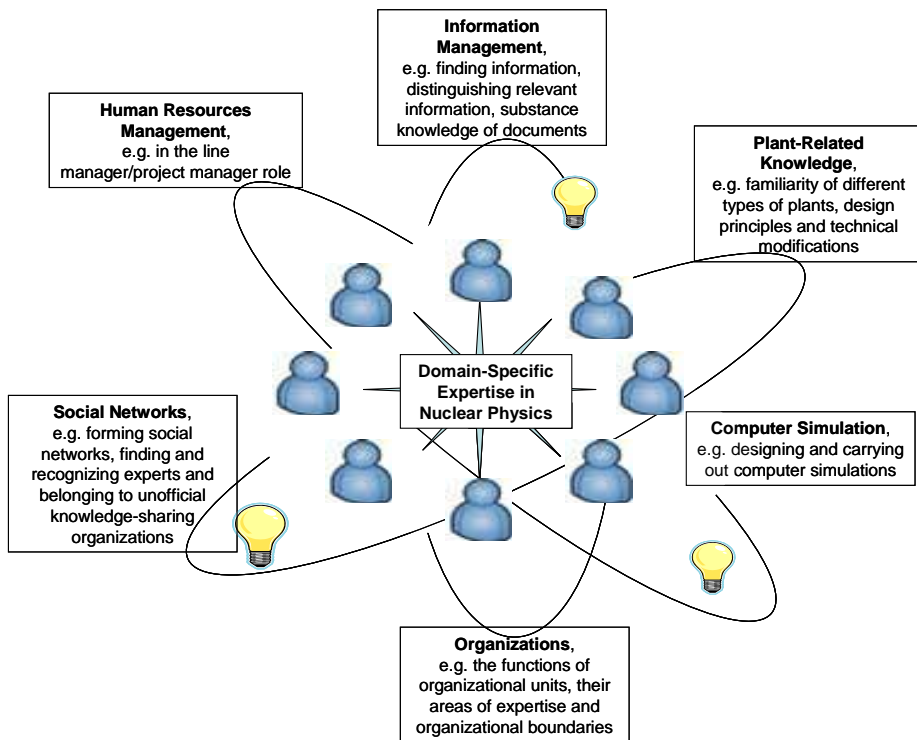 Information
Management,
e.g. finding information,
distinguishing relevant
information, substance
knowledge of documents
Human Resources
Management,
e.g. in the line
manager/project manager role
Plant-Related
Knowledge,
e.g. familiarity of different
types of plants, design
principles and technical
modifications
Domain-Specific
Expertise in
Nuclear Physics
Social Networks,
e.g. forming social
networks, finding and
recognizing experts and
belonging to unofficial
knowledge-sharing
organizations
Computer Simulation,
e.g. designing and carrying
out computer simulations
Organizations,
e.g. the functions of
organizational units, their
areas of expertise and
organizational boundaries